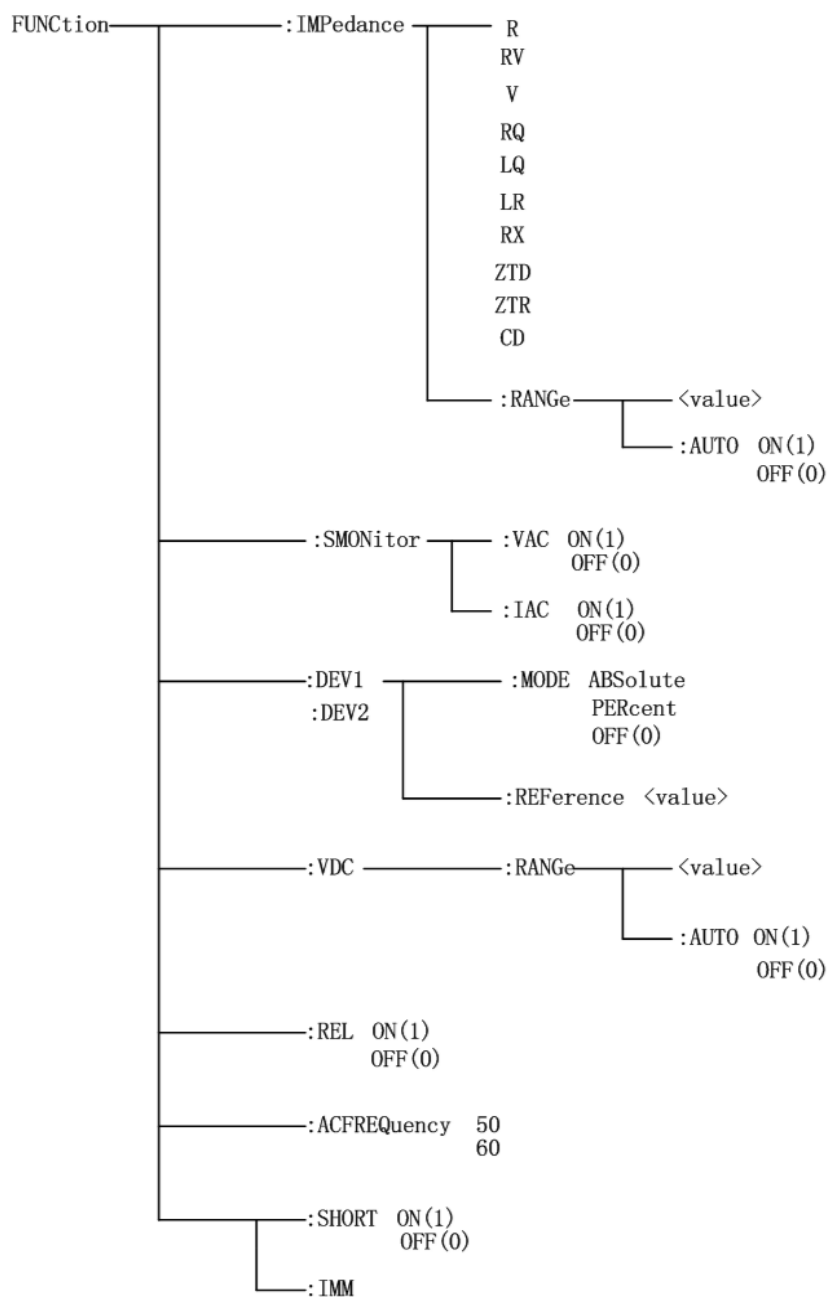 FUNCtion :IMPedance R
RV
V
RQ
LQ
LR
RX
ZTD
ZTR
CD
:RANGe <value>
:AUTO ON(1)
OFF(0)
:SMONitor :VAC ON(1)
OFF(0)
:IAC ON(1)
OFF(0)
:DEV1 :MODE ABSolute
:DEV2 PERcent
OFF(0)
:REFerence <value>
:VDC :RANGe <value>
:AUTO ON(1)
OFF(0)
:REL ON(1)
OFF(0)
:ACFREQuency 50
60
:SHORT ON(1)
OFF(0)
:IMM